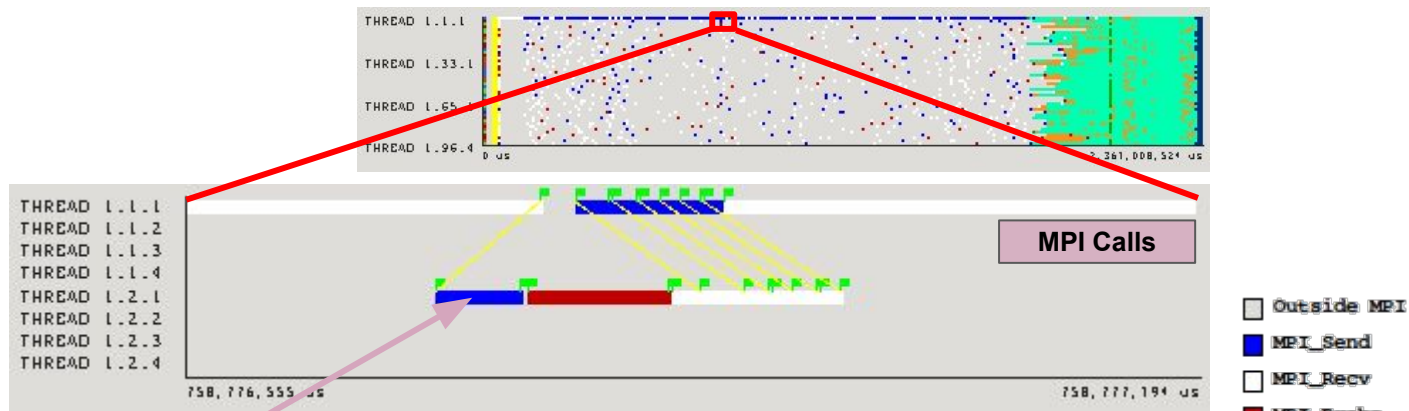 THREAD 1.1.1
THREAD 1.33.1
THREAD 1.65.1
THREAD 1.96.4
0 us
2,361,008,524 us
THREAD 1.1.1
THREAD 1.1.2
THREAD 1.1.3
THREAD 1.1.4
THREAD 1.2.1
THREAD 1.2.2
THREAD 1.2.3
THREAD 1.2.4
MPI Calls
758,776,555 us
758,777,194 us
Outside MPI
MPI_Send
MPI_Recv